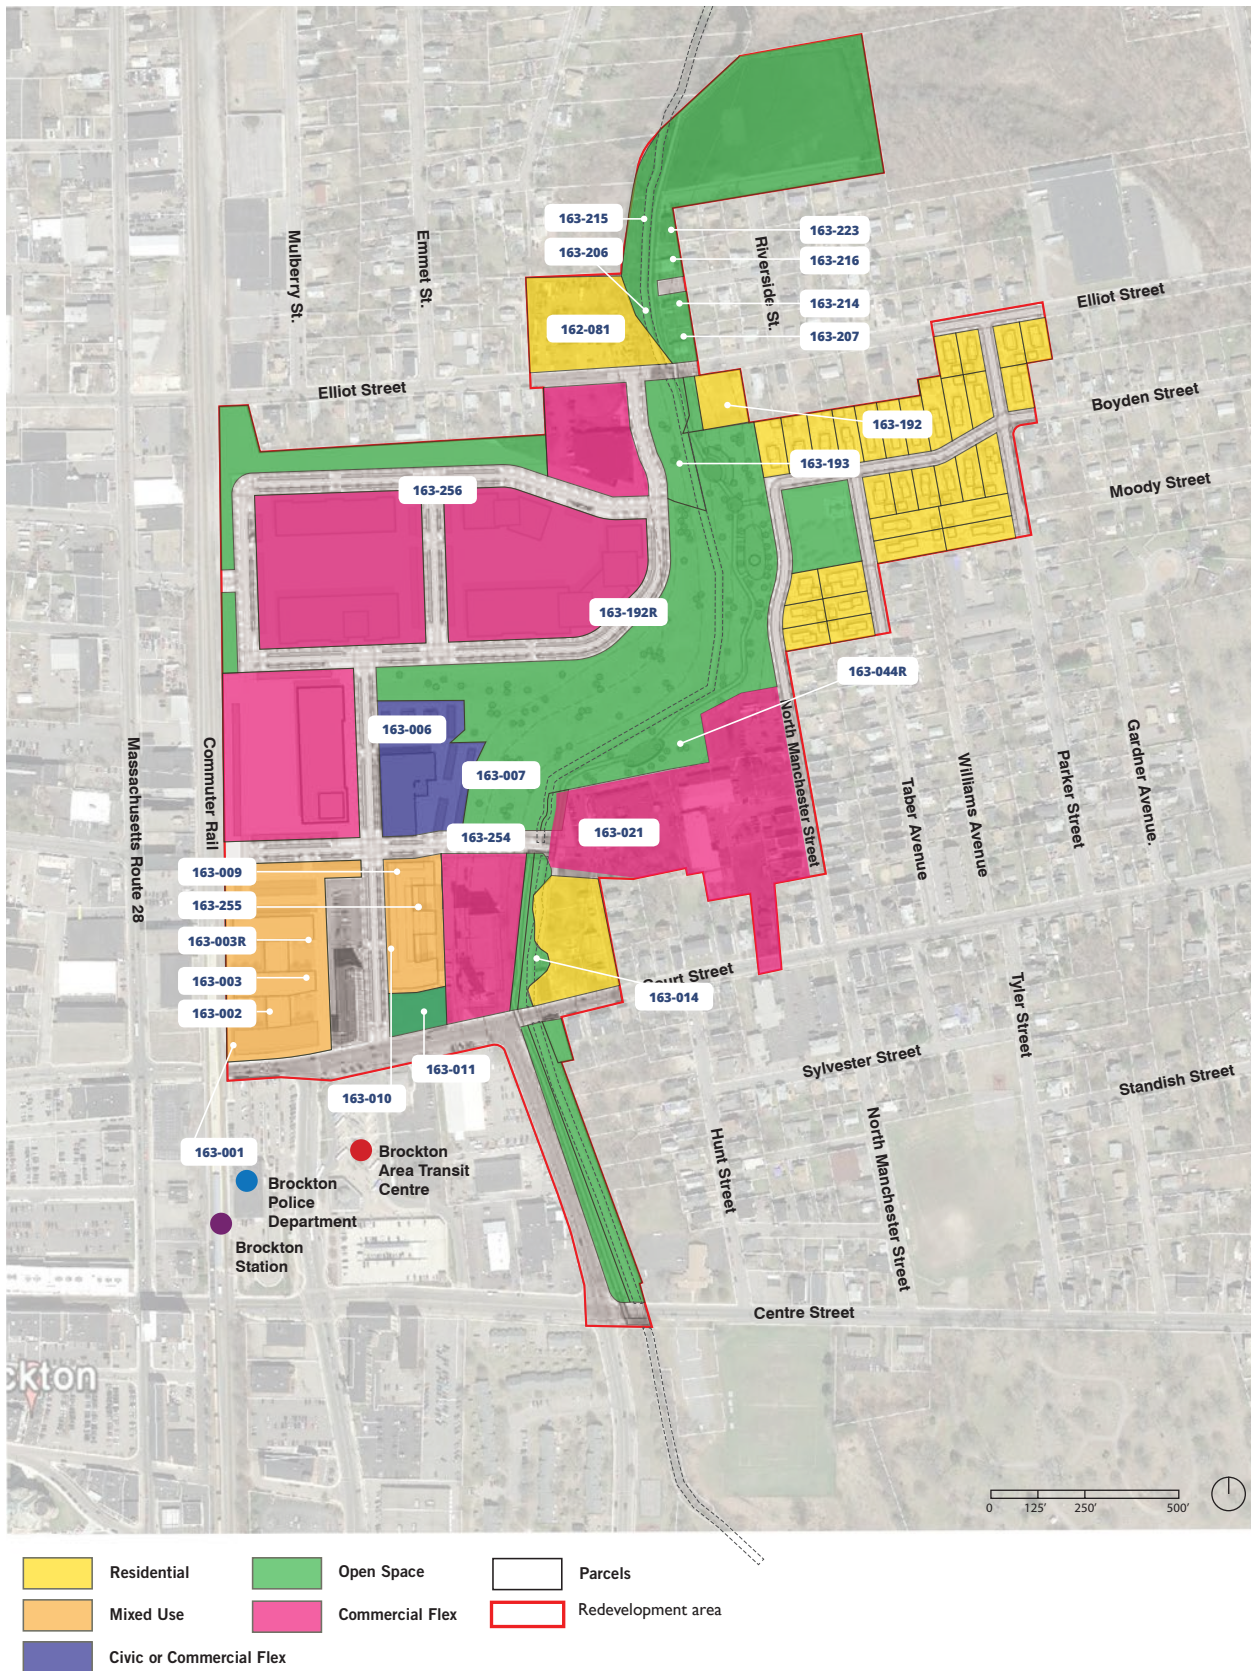 163-215
163-206
163-223
163-216
163-214
163-207
162-081
Mulberry St.
Emmet St.
Riverside St.
Elliot Street
Elliot Street
Boyden Street
Moody Street
163-192
163-193
163-256
163-192R
163-044R
163-006
163-007
163-254
163-021
North Manchester Street
Massachusetts Route 28
Commuter Rail
Taber Avenue
Williams Avenue
Parker Street
Gardner Avenue.
163-009
163-255
163-003R
163-003
163-002
163-014
Court Street
163-011
163-010
163-001
Sylvester Street
Tyler Street
Standish Street
Hunt Street
North Manchester Street
Brockton
Area Transit
Centre
Brockton
Police
Department
Brockton
Station
Centre Street
ckton
0 125' 250' 500'
Residential
Open Space
Parcels
Mixed Use
Commercial Flex
Redevelopment area
Civic or Commercial Flex